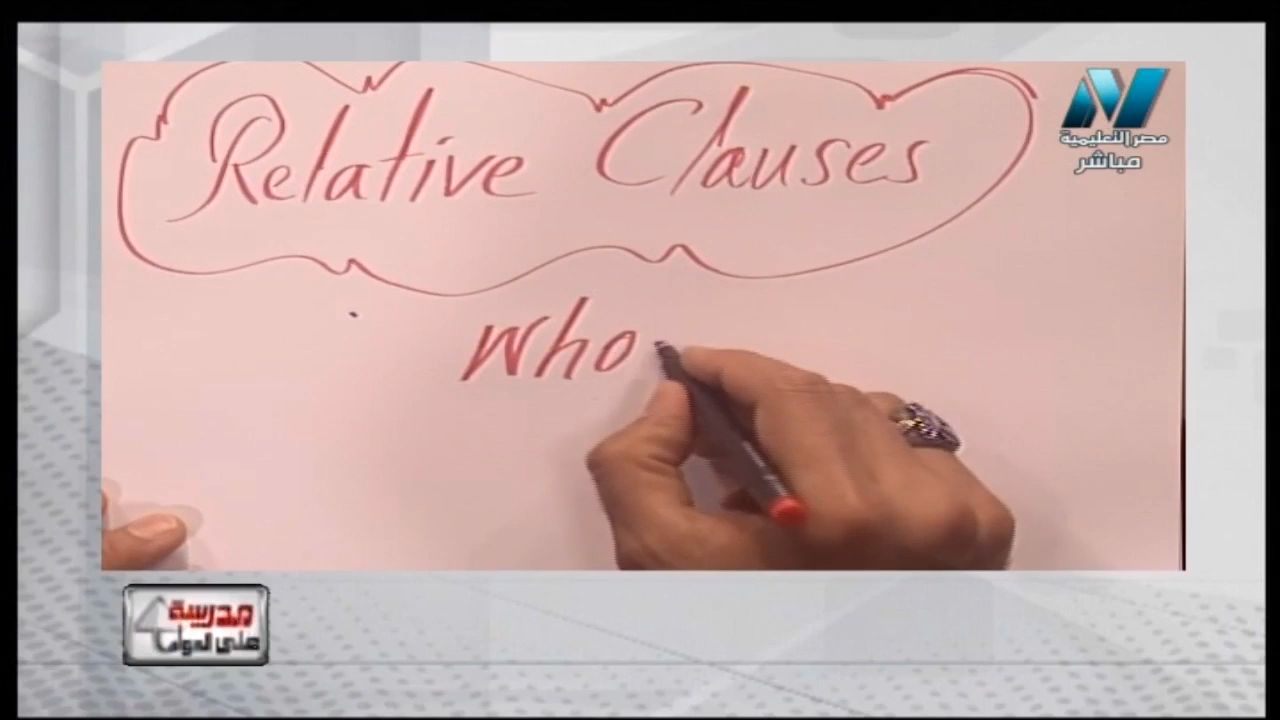 Relative Clauses
مصر التعليمية
مباشر
who
مدرسة
على الهواء